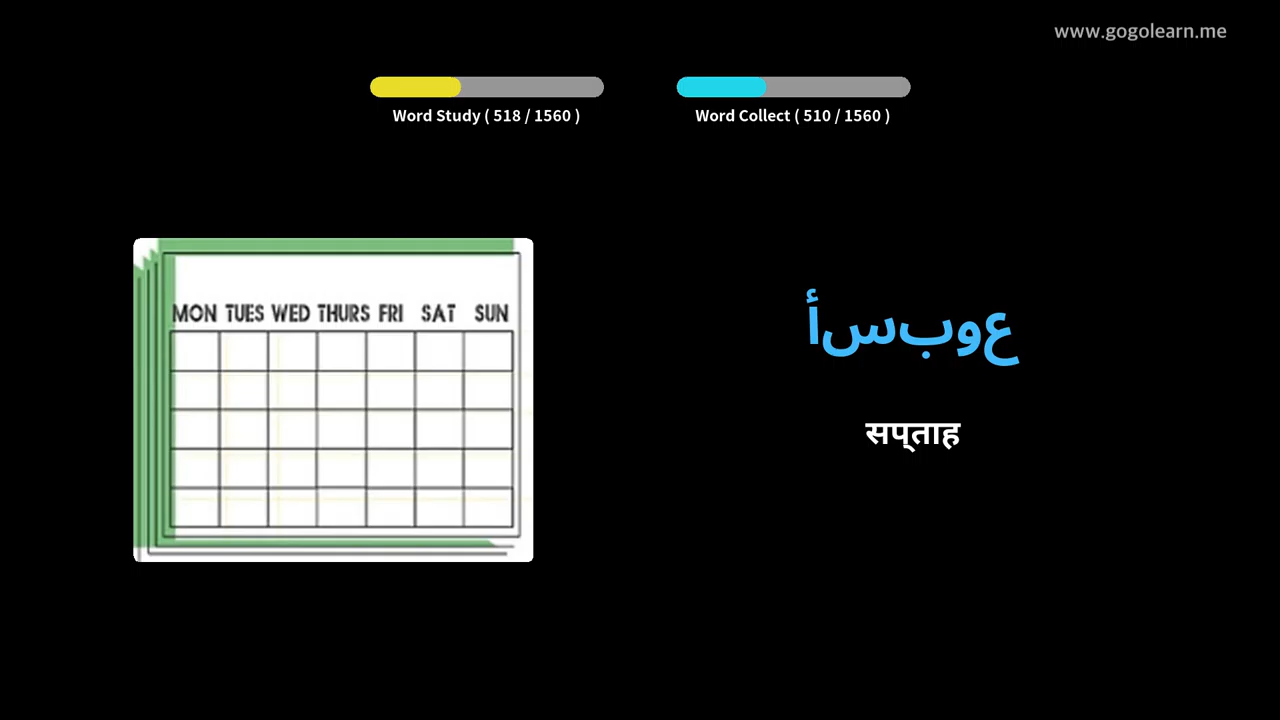 www.gogolearn.me
Word Study ( 518 / 1560 )
Word Collect ( 510 / 1560 )
MON TUES WED THURS FRI SAT SUN
عوبسأ
सप्ताह